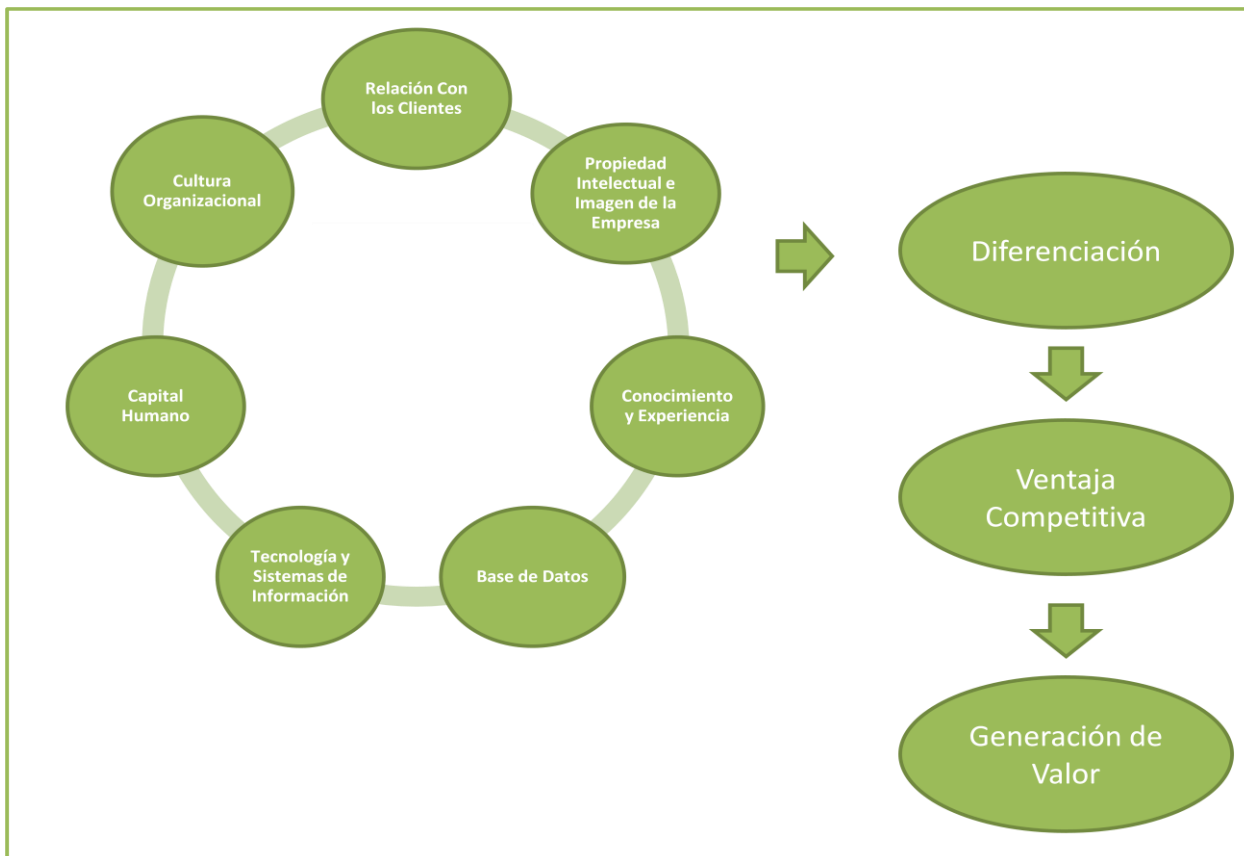 Relación Con
los Clientes
Propiedad
Intelectual e
Imagen de la
Empresa
Conocimiento
y Experiencia
Base de Datos
Tecnología y
Sistemas de
Información
Capital
Humano
Cultura
Organizacional
Diferenciación
Ventaja
Competitiva
Generación de
Valor